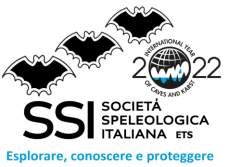 INTERNATIONAL YEAR
2022
OF CAVES AND KARST
SSI SOCIETÀ
SPELEOLOGICA
ITALIANA ETS
Esplorare, conoscere e proteggere